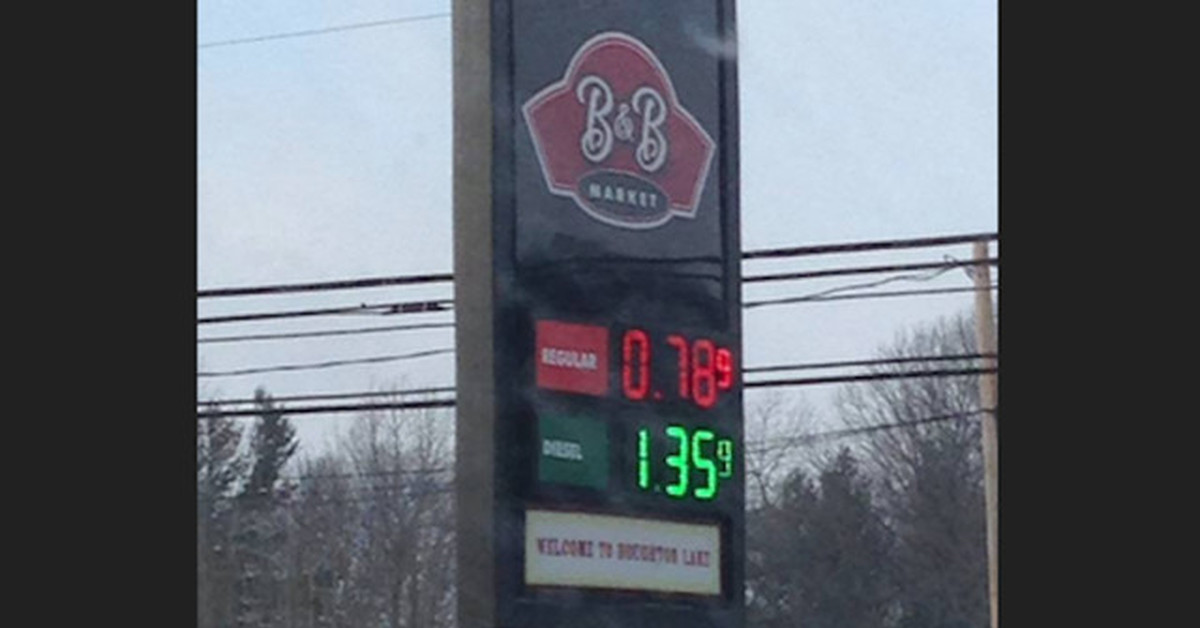 B&B
MARKET
REGULAR 0.789
DIESEL 1.359
WELCOME TO HOUGHTON LAKE